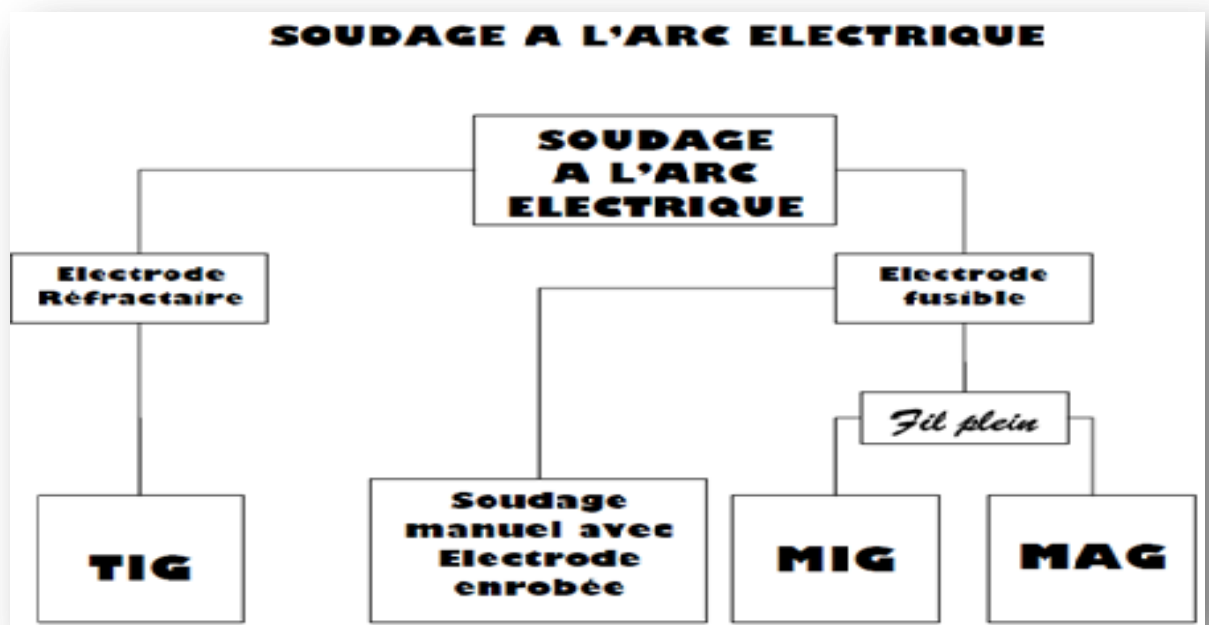 SOUDAGE A L'ARC ELECTRIQUE
SOUDAGE
A L'ARC
ELECTRIQUE
Electrode
Réfractaire
Electrode
fusible
Fil plein
TIG
Soudage
manuel avec
Electrode
enrobée
MIG
MAG